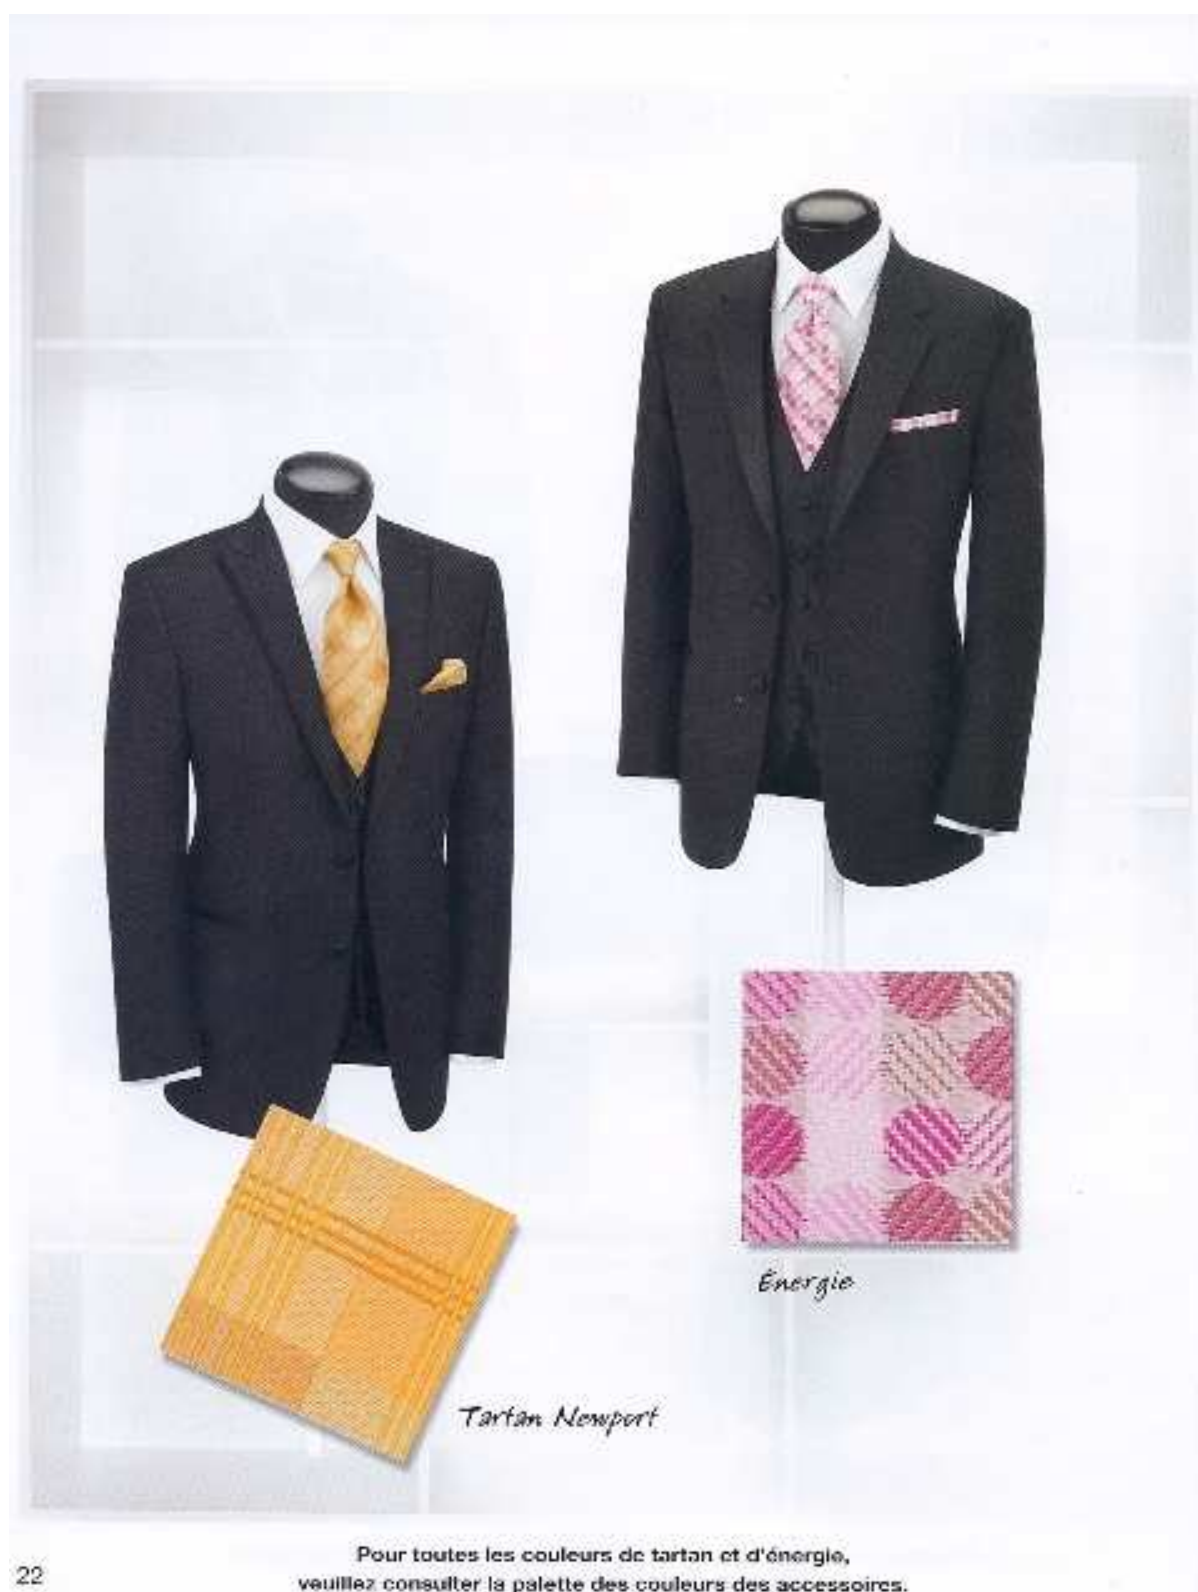 Énergie
Tartan Newport
Pour toutes les couleurs de tartan et d'énergie,
veuillez consulter la palette des couleurs des accessoires.
22